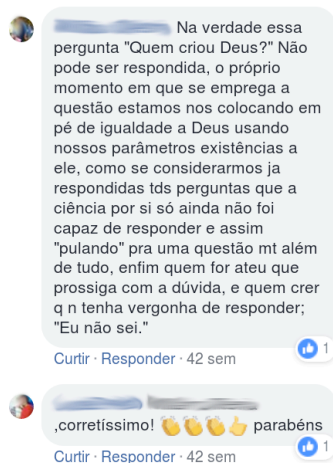 Na verdade essa
pergunta "Quem criou Deus?" Não
pode ser respondida, o próprio
momento em que se emprega a
questão estamos nos colocando em
pé de igualdade a Deus usando
nossos parâmetros existências a
ele, como se considerarmos ja
respondidas tds perguntas que a
ciência por si só ainda não foi
capaz de responder e assim
"pulando" pra uma questão mt além
de tudo, enfim quem for ateu que
prossiga com a dúvida, e quem crer
q n tenha vergonha de responder;
"Eu não sei."
1
Curtir · Responder · 42 sem
,corretíssimo! 👏👏👏👍 parabéns
1
Curtir · Responder · 42 sem